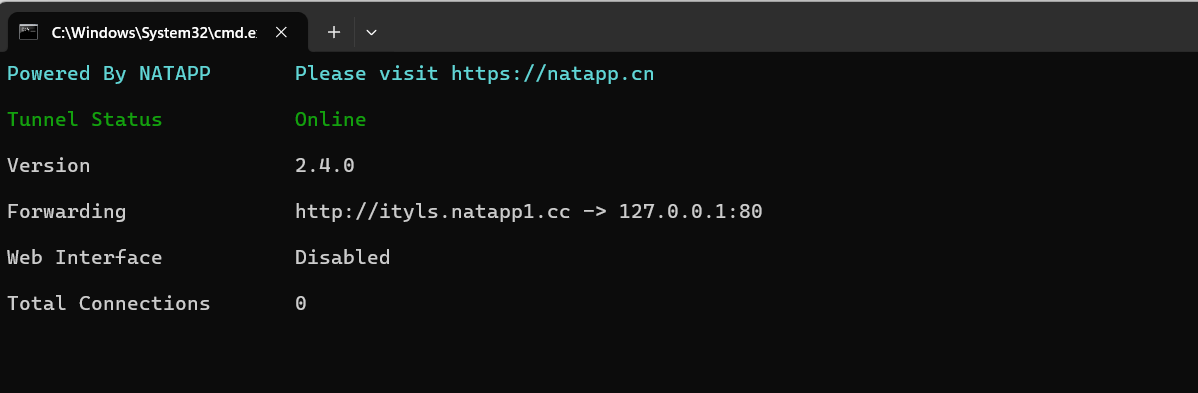 C:\Windows\System32\cmd.e
Powered By NATAPP Please visit https://natapp.cn
Tunnel Status Online
Version 2.4.0
Forwarding http://ityls.natapp1.cc -> 127.0.0.1:80
Web Interface Disabled
Total Connections 0